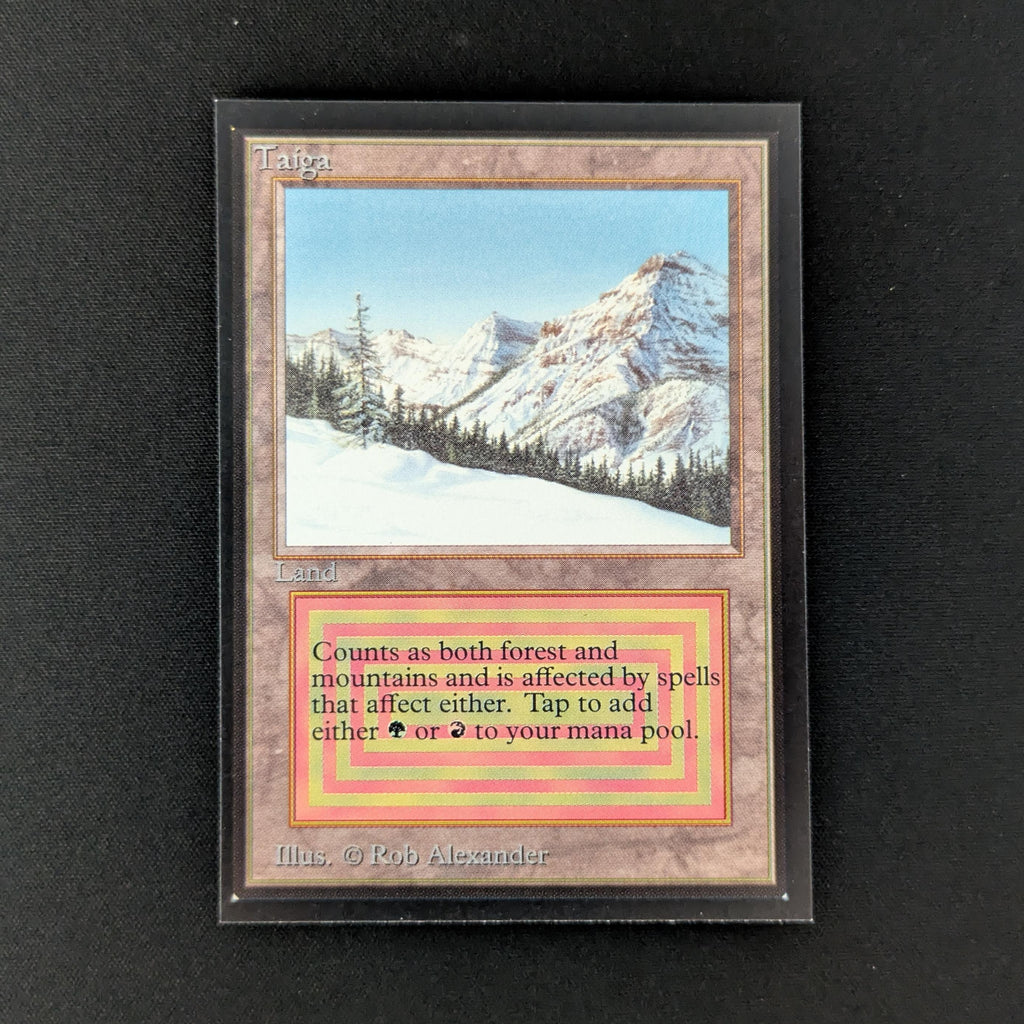 Taiga
Land
Counts as both forest and
mountains and is affected by spells
that affect either. Tap to add
either or to your mana pool.
Illus. © Rob Alexander